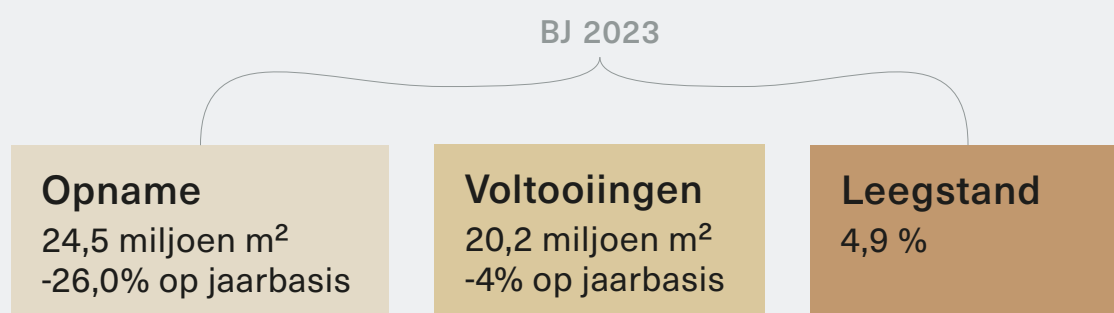 BJ 2023
Opname
24,5 miljoen m²
-26,0% op jaarbasis
Voltooiingen
20,2 miljoen m²
-4% op jaarbasis
Leegstand
4,9 %